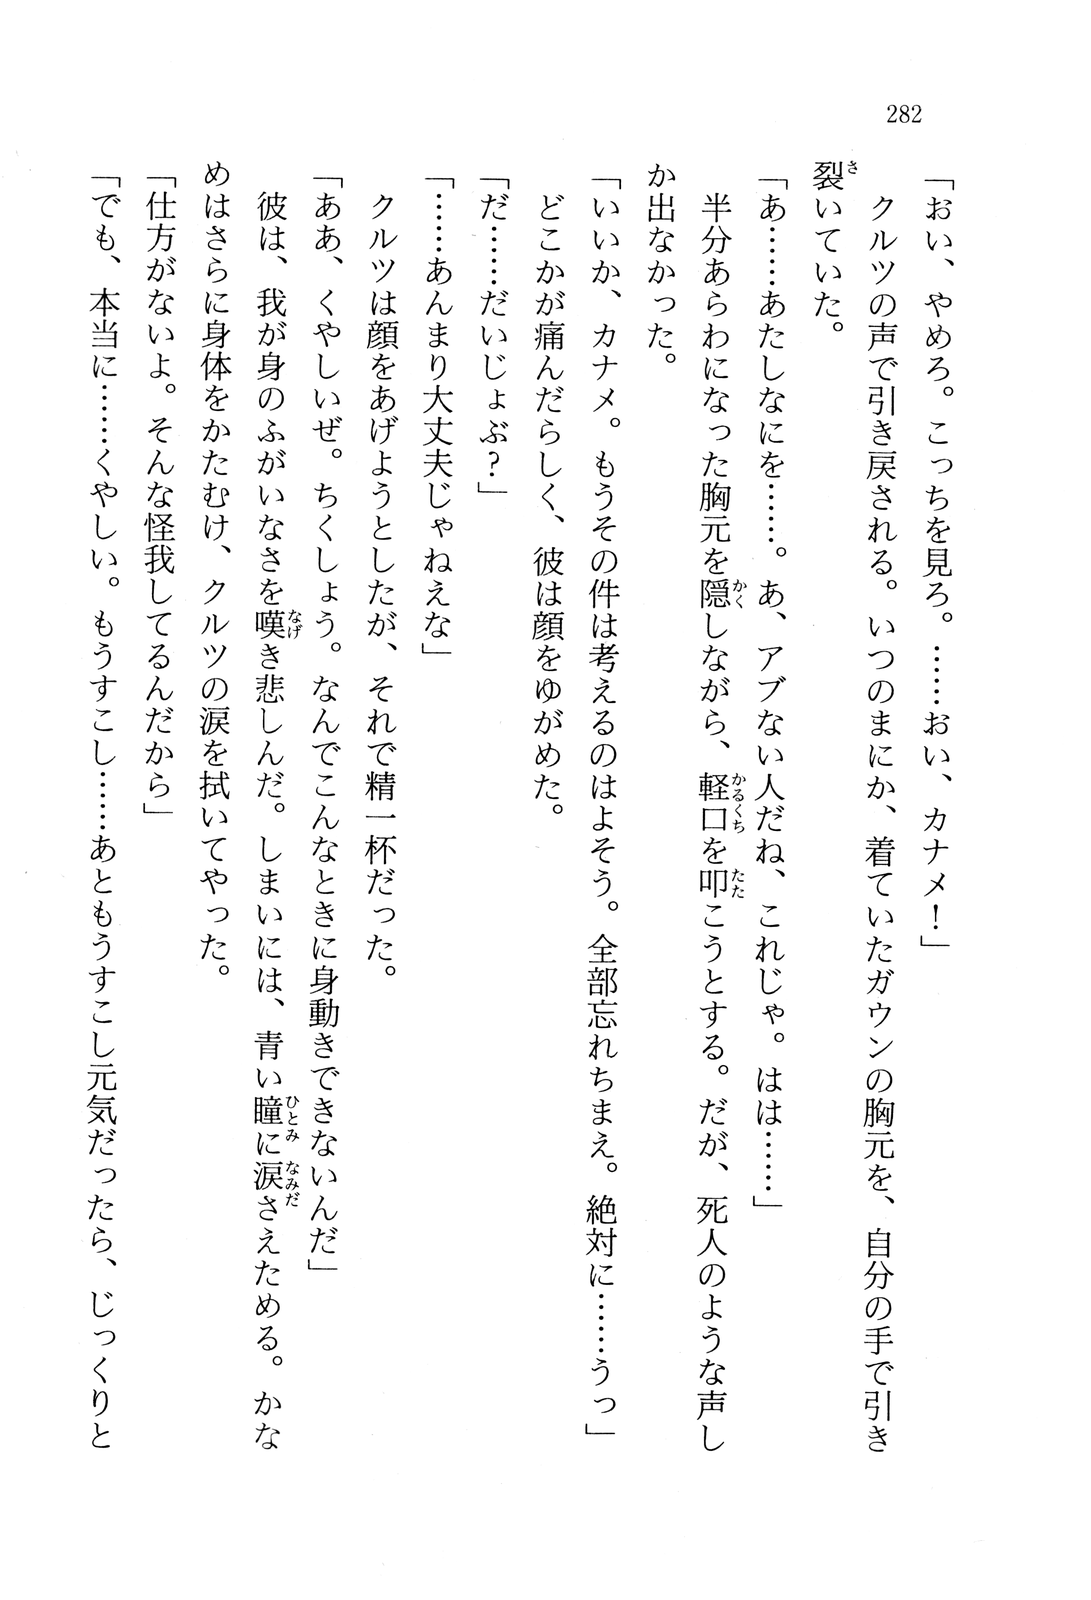 282
「おい、やめろ。こっちを見ろ。……おい、カナメ！」
クルツの声で引き戻される。いつのまにか、着ていたガウンの胸元を、自分の手で引き
裂いていた。
「あ……あたしなにを……。あ、アブない人だね、これじゃ。はは……」
半分あらわになった胸元を隠しながら、軽口を叩こうとする。だが、死人のような声し
か出なかった。
「いいか、カナメ。もうその件は考えるのはよそう。全部忘れちまえ。絶対に……うっ」
どこかが痛んだらしく、彼は顔をゆがめた。
「だ……だいじょぶ？」
「……あんまり大丈夫じゃねえな」
クルツは顔をあげようとしたが、それで精一杯だった。
「ああ、くやしいぜ。ちくしょう。なんでこんなときに身動きできないんだ」
彼は、我が身のふがいなさを嘆き悲しんだ。しまいには、青い瞳に涙さえためる。かな
めはさらに身体をかたむけ、クルツの涙を拭いてやった。
「仕方がないよ。そんな怪我してるんだから」
「でも、本当に……くやしい。もうすこし……あともうすこし元気だったら、じっくりと